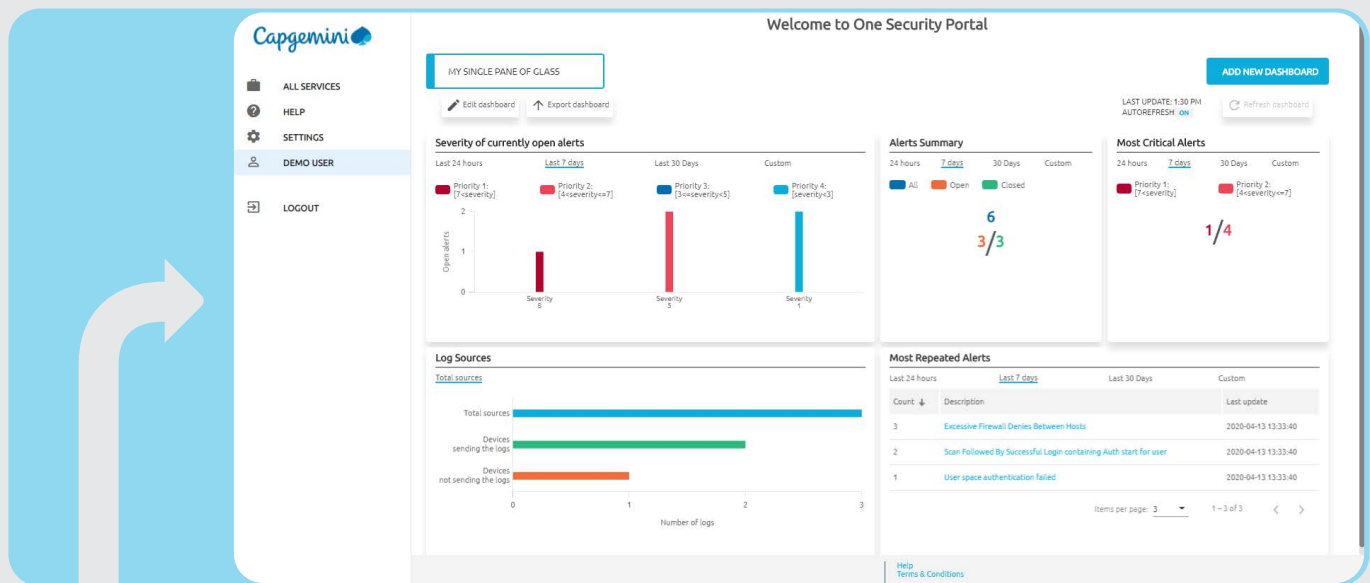 Capgemini
ALL SERVICES
HELP
SETTINGS
DEMO USER
LOGOUT
Welcome to One Security Portal
MY SINGLE PANE OF GLASS
ADD NEW DASHBOARD
Edit dashboard
Export dashboard
LAST UPDATE: 1:30 PM
AUTOREFRESH ON
Refresh dashboard
Severity of currently open alerts
Last 24 hours Last 7 days Last 30 Days Custom
Priority 1:
[7<severity]
Priority 2:
[4<severity<=7]
Priority 3:
[3<=severity<5]
Priority 4:
[severity<3]
Open alerts
2
1
0
Severity
8
Severity
5
Severity
1
Alerts Summary
24 hours 7 days 30 Days Custom
All Open Closed
6
3/3
Most Critical Alerts
24 hours 7 days 30 Days Custom
Priority 1:
[7<severity]
Priority 2:
[4<severity<=7]
1/4
Log Sources
Total sources
Total sources
Devices
sending the logs
Devices
not sending the logs
0 1 2 3
Number of logs
Most Repeated Alerts
Last 24 hours Last 7 days Last 30 Days Custom
Count Description Last update
3 Excessive Firewall Denies Between Hosts 2020-04-13 13:33:40
2 Scan Followed By Successful Login containing Auth start for user 2020-04-13 13:33:40
1 User space authentication failed 2020-04-13 13:33:40
Items per page: 3 1 – 3 of 3
Help
Terms & Conditions